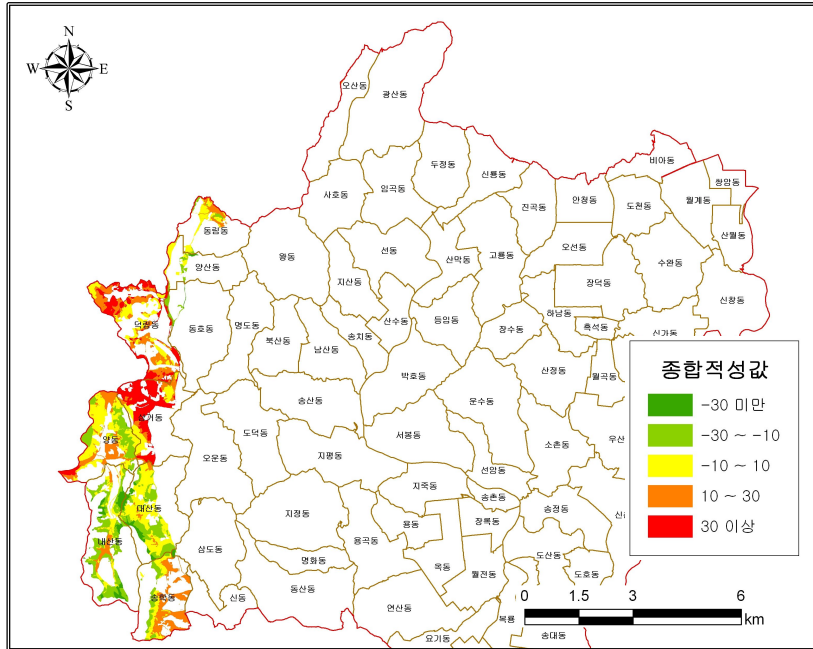 N
W E
S
오산동
광산동
두정동
신룡동
비아동
사호동
임곡동
진곡동
안청동
도천동
월계동
쌍암동
동림동
산월동
양산동
왕동
선동
산막동
고룡동
오선동
수완동
지산동
장덕동
신창동
덕림동
동호동
명도동
북산동
남산동
송치동
산수동
등임동
장수동
하남동
흑석동
신가동
산정동
월곡동
박호동
송산동
운수동
양동
도덕동
서봉동
소촌동
우산
오운동
지평동
선암동
지죽동
송촌동
대산동
지정동
용동
장록동
송정동
내산동
삼도동
용곡동
명화동
옥동
월전동
도산동
도호동
송학동
신동
동산동
연산동
복룡
요기동
송대동
종합적성값
-30 미만
-30 ~ -10
-10 ~ 10
10 ~ 30
30 이상
0 1.5 3 6
km